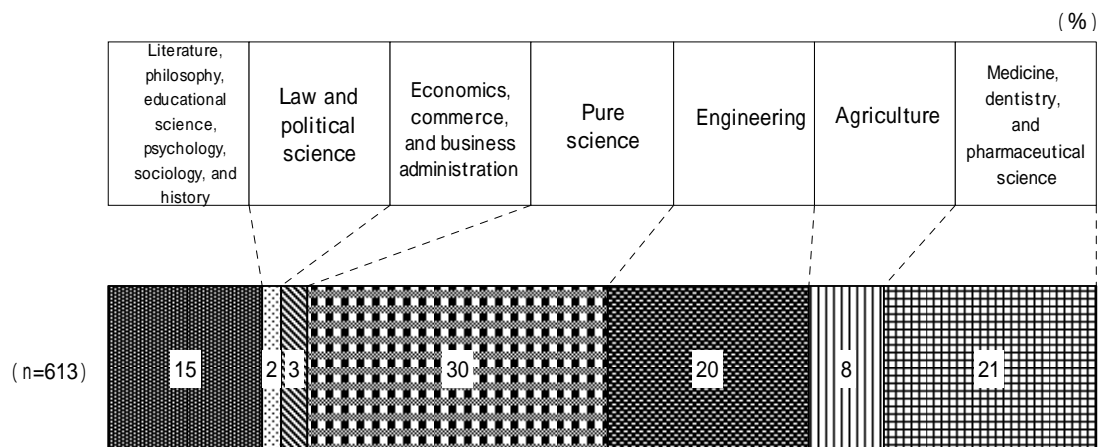 (%)
Literature,
philosophy,
educational
science,
psychology,
sociology, and
history
Law and
political
science
Economics,
commerce,
and business
administration
Pure
science
Engineering
Agriculture
Medicine,
dentistry,
and
pharmaceutical
science
(n=613)
15
2
3
30
20
8
21